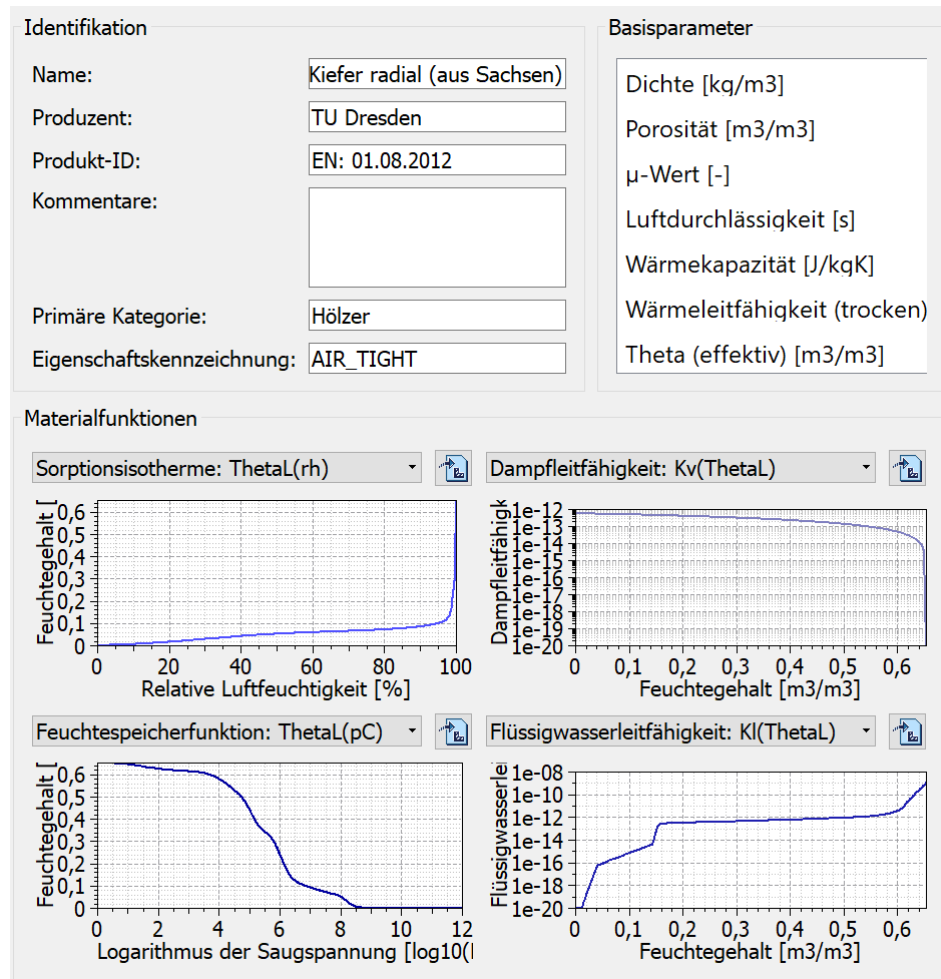 Identifikation
Name: Kiefer radial (aus Sachsen)
Produzent: TU Dresden
Produkt-ID: EN: 01.08.2012
Kommentare:
Primäre Kategorie: Hölzer
Eigenschaftskennzeichnung: AIR_TIGHT
Basisparameter
Dichte [kg/m3]
Porosität [m3/m3]
µ-Wert [-]
Luftdurchlässigkeit [s]
Wärmekapazität [J/kgK]
Wärmeleitfähigkeit (trocken)
Theta (effektiv) [m3/m3]
Materialfunktionen
Sorptionsisotherme: ThetaL(rh)
Feuchtegehalt [
0,6
0,5
0,4
0,3
0,2
0,1
0
0 20 40 60 80 100
Relative Luftfeuchtigkeit [%]
Dampfleitfähigkeit: Kv(ThetaL)
Dampfleitfähigk
1e-12
1e-13
1e-14
1e-15
1e-16
1e-17
1e-18
1e-19
1e-20
0 0,1 0,2 0,3 0,4 0,5 0,6
Feuchtegehalt [m3/m3]
Feuchtespeicherfunktion: ThetaL(pC)
Feuchtegehalt [
0,6
0,5
0,4
0,3
0,2
0,1
0
0 2 4 6 8 10 12
Logarithmus der Saugspannung [log10(
Flüssigwasserleitfähigkeit: Kl(ThetaL)
Flüssigwasserlei
1e-08
1e-10
1e-12
1e-14
1e-16
1e-18
1e-20
0 0,1 0,2 0,3 0,4 0,5 0,6
Feuchtegehalt [m3/m3]